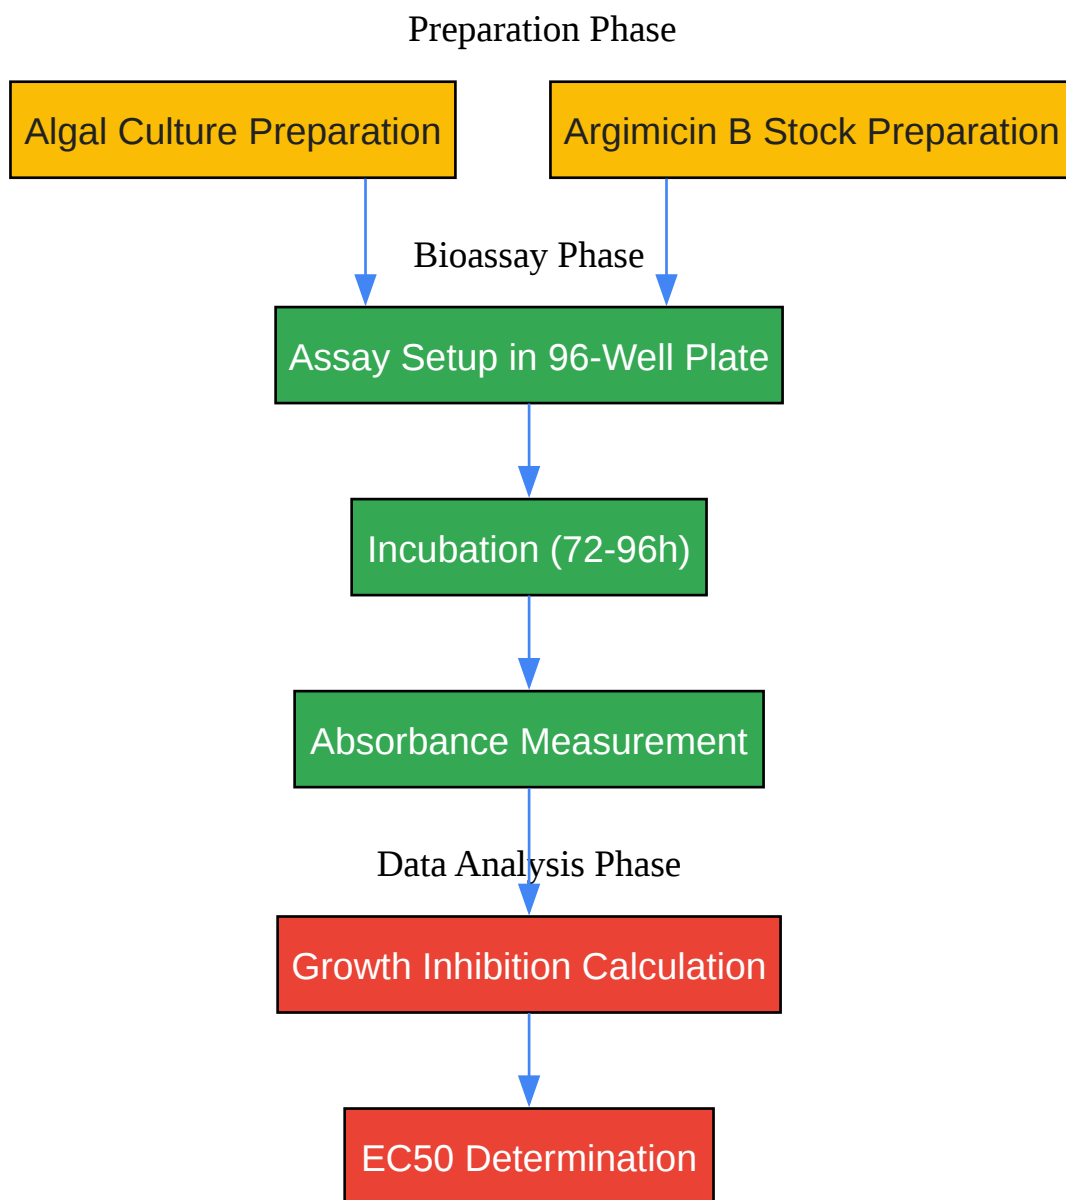 Preparation Phase
Algal Culture Preparation
Argimicin B Stock Preparation
Bioassay Phase
Assay Setup in 96-Well Plate
Incubation (72-96h)
Absorbance Measurement
Data Analysis Phase
Growth Inhibition Calculation
EC50 Determination